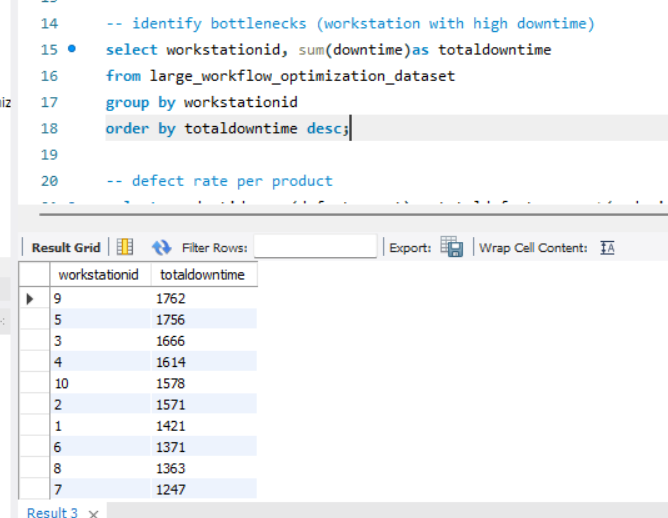 14 -- identify bottlenecks (workstation with high downtime)
15 select workstationid, sum(downtime)as totaldowntime
16 from large_workflow_optimization_dataset
17 group by workstationid
18 order by totaldowntime desc;
19
20 -- defect rate per product
Result Grid Filter Rows: Export: Wrap Cell Content:
workstationid totaldowntime
9 1762
5 1756
3 1666
4 1614
10 1578
2 1571
1 1421
6 1371
8 1363
7 1247
Result 3